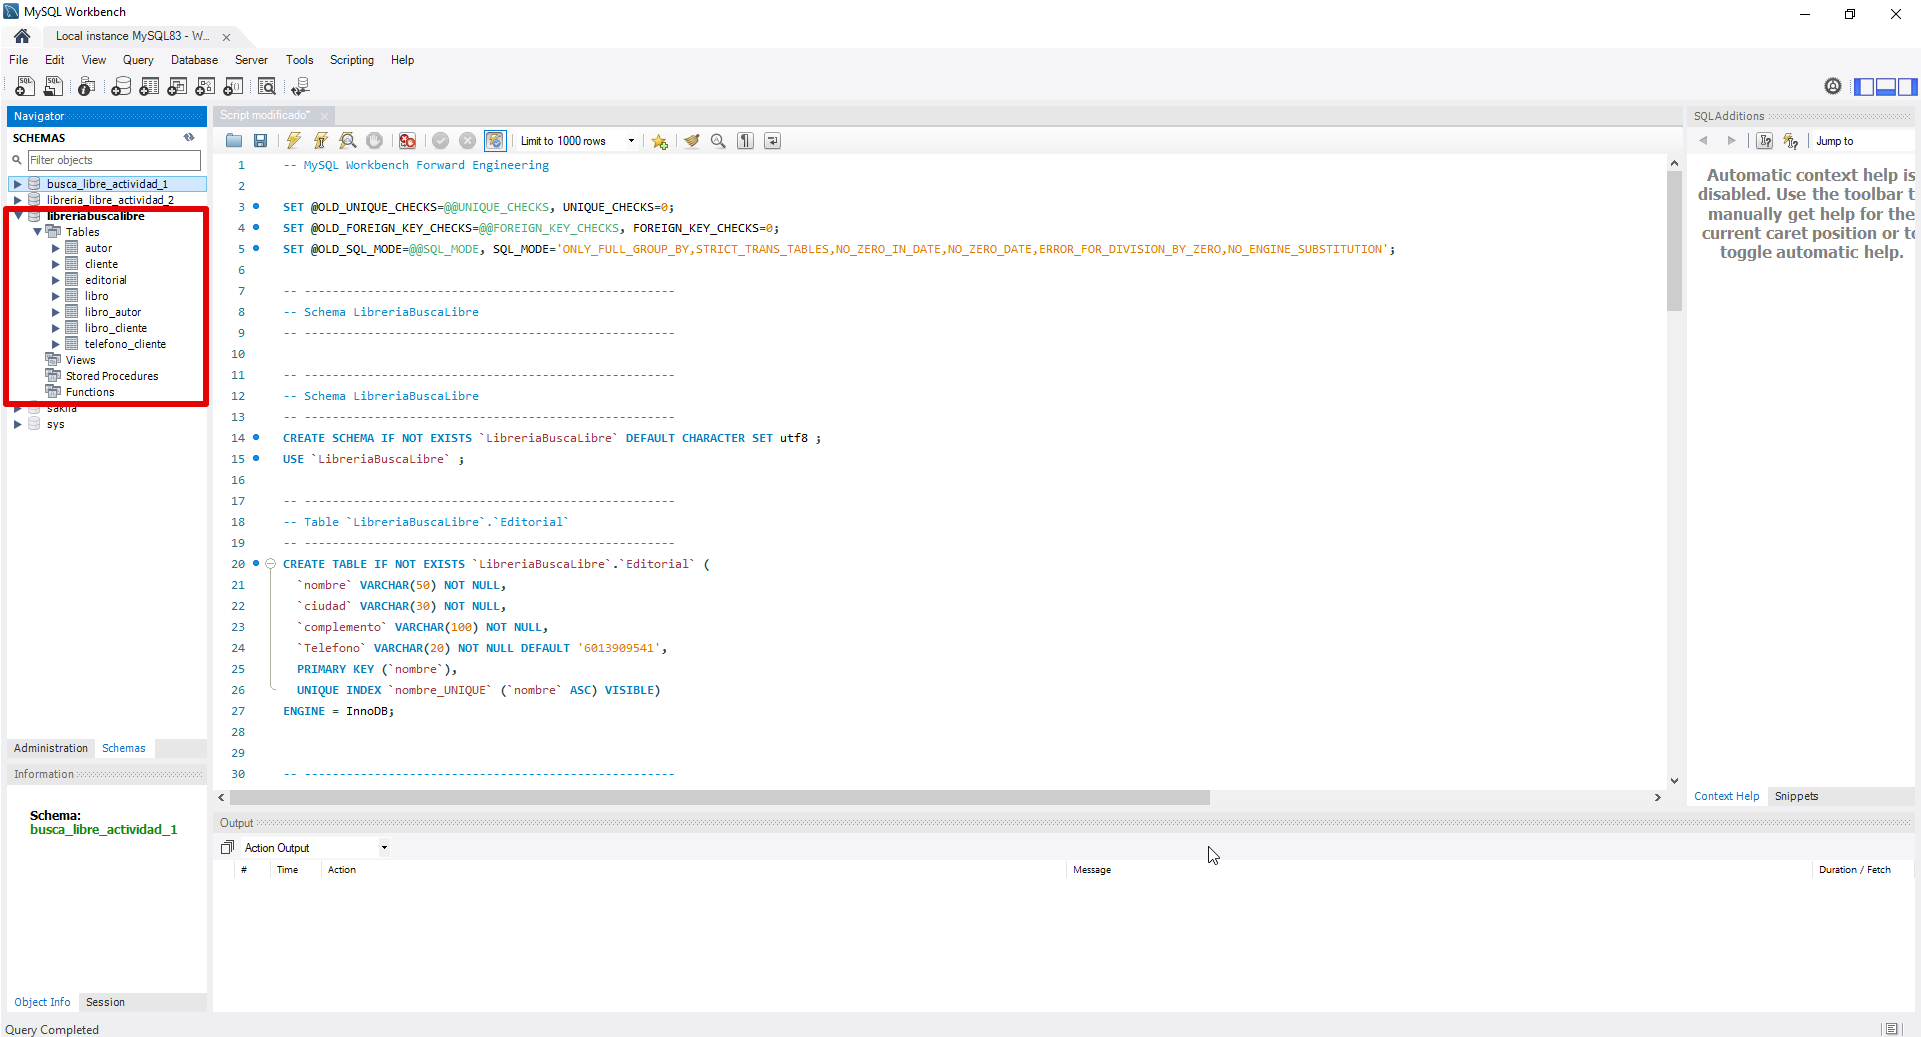 MySQL Workbench
Local instance MySQL83 - W...
File Edit View Query Database Server Tools Scripting Help
Navigator
SCHEMAS
Filter objects
busca_libre_actividad_1
libreria_libre_actividad_2
libreriabuscalibre
Tables
autor
cliente
editorial
libro
libro_autor
libro_cliente
telefono_cliente
Views
Stored Procedures
Functions
sakila
sys
Administration Schemas
Information
Schema:
busca_libre_actividad_1
Object Info Session
Query Completed
Script modificado*
Limit to 1000 rows
1 -- MySQL Workbench Forward Engineering
2
3 SET @OLD_UNIQUE_CHECKS=@@UNIQUE_CHECKS, UNIQUE_CHECKS=0;
4 SET @OLD_FOREIGN_KEY_CHECKS=@@FOREIGN_KEY_CHECKS, FOREIGN_KEY_CHECKS=0;
5 SET @OLD_SQL_MODE=@@SQL_MODE, SQL_MODE='ONLY_FULL_GROUP_BY,STRICT_TRANS_TABLES,NO_ZERO_IN_DATE,NO_ZERO_DATE,ERROR_FOR_DIVISION_BY_ZERO,NO_ENGINE_SUBSTITUTION';
6
7 -- -----------------------------------------------------
8 -- Schema LibreriaBuscaLibre
9 -- -----------------------------------------------------
10
11 -- -----------------------------------------------------
12 -- Schema LibreriaBuscaLibre
13 -- -----------------------------------------------------
14 CREATE SCHEMA IF NOT EXISTS `LibreriaBuscaLibre` DEFAULT CHARACTER SET utf8 ;
15 USE `LibreriaBuscaLibre` ;
16
17 -- -----------------------------------------------------
18 -- Table `LibreriaBuscaLibre`.`Editorial`
19 -- -----------------------------------------------------
20 CREATE TABLE IF NOT EXISTS `LibreriaBuscaLibre`.`Editorial` (
21 `nombre` VARCHAR(50) NOT NULL,
22 `ciudad` VARCHAR(30) NOT NULL,
23 `complemento` VARCHAR(100) NOT NULL,
24 `Telefono` VARCHAR(20) NOT NULL DEFAULT '6013909541',
25 PRIMARY KEY (`nombre`),
26 UNIQUE INDEX `nombre_UNIQUE` (`nombre` ASC) VISIBLE)
27 ENGINE = InnoDB;
28
29
30 -- -----------------------------------------------------
Output
Action Output
# Time Action Message Duration / Fetch
SQLAdditions
Jump to
Automatic context help is
disabled. Use the toolbar t
manually get help for the
current caret position or to
toggle automatic help.
Context Help Snippets